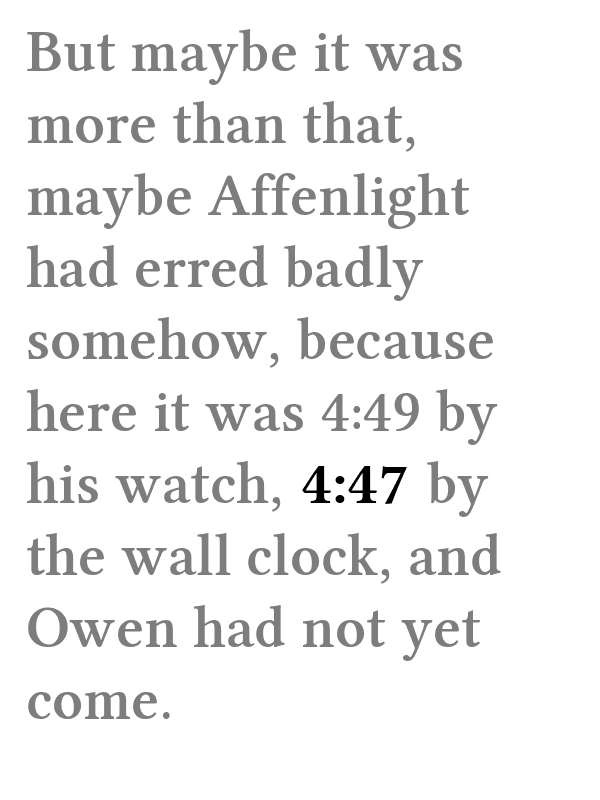 But maybe it was
more than that,
maybe Affenlight
had erred badly
somehow, because
here it was 4:49 by
his watch, 4:47 by
the wall clock, and
Owen had not yet
come.